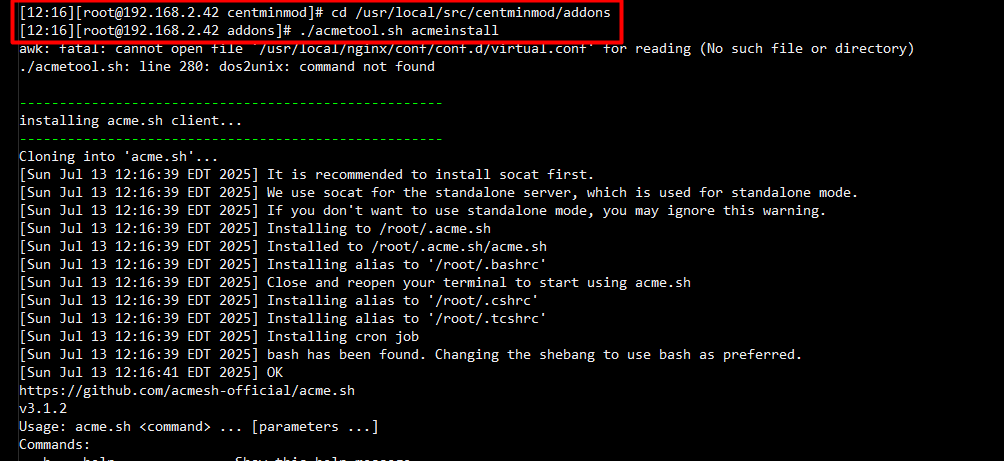 [12:16][root@192.168.2.42 centminmod]# cd /usr/local/src/centminmod/addons
[12:16][root@192.168.2.42 addons]# ./acmetool.sh acmeinstall
awk: fatal: cannot open file `/usr/local/nginx/conf/conf.d/virtual.conf' for reading (No such file or directory)
./acmetool.sh: line 280: dos2unix: command not found
-----------------------------------------------------
installing acme.sh client...
-----------------------------------------------------
Cloning into 'acme.sh'...
[Sun Jul 13 12:16:39 EDT 2025] It is recommended to install socat first.
[Sun Jul 13 12:16:39 EDT 2025] We use socat for the standalone server, which is used for standalone mode.
[Sun Jul 13 12:16:39 EDT 2025] If you don't want to use standalone mode, you may ignore this warning.
[Sun Jul 13 12:16:39 EDT 2025] Installing to /root/.acme.sh
[Sun Jul 13 12:16:39 EDT 2025] Installed to /root/.acme.sh/acme.sh
[Sun Jul 13 12:16:39 EDT 2025] Installing alias to '/root/.bashrc'
[Sun Jul 13 12:16:39 EDT 2025] Close and reopen your terminal to start using acme.sh
[Sun Jul 13 12:16:39 EDT 2025] Installing alias to '/root/.cshrc'
[Sun Jul 13 12:16:39 EDT 2025] Installing alias to '/root/.tcshrc'
[Sun Jul 13 12:16:39 EDT 2025] Installing cron job
[Sun Jul 13 12:16:39 EDT 2025] bash has been found. Changing the shebang to use bash as preferred.
[Sun Jul 13 12:16:41 EDT 2025] OK
https://github.com/acmesh-official/acme.sh
v3.1.2
Usage: acme.sh <command> ... [parameters ...]
Commands: